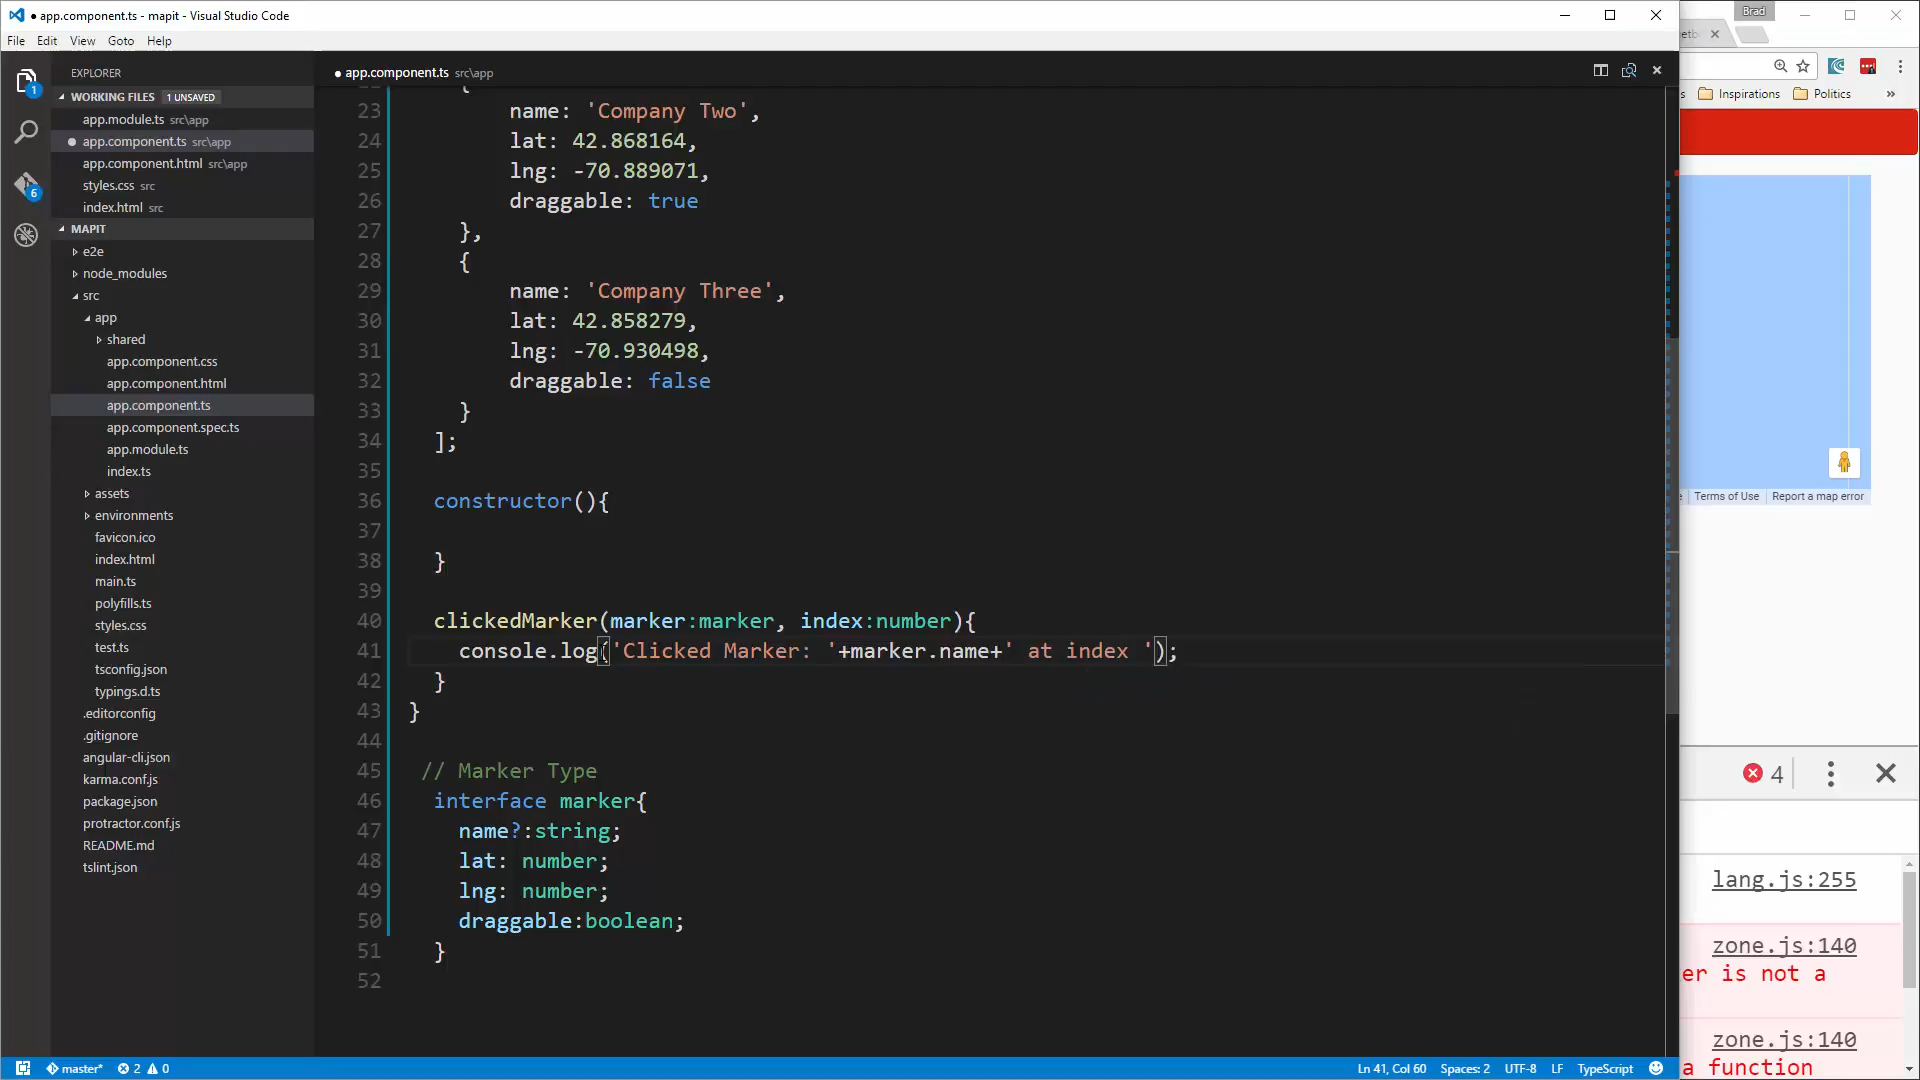 app.component.ts - mapit - Visual Studio Code
Brad
File Edit View Goto Help
EXPLORER
WORKING FILES 1 UNSAVED
app.module.ts src\app
app.component.ts src\app
app.component.html src\app
styles.css src
index.html src
MAPIT
e2e
node_modules
src
app
shared
app.component.css
app.component.html
app.component.ts
app.component.spec.ts
app.module.ts
index.ts
assets
environments
favicon.ico
index.html
main.ts
polyfills.ts
styles.css
test.ts
tsconfig.json
typings.d.ts
.editorconfig
.gitignore
angular-cli.json
karma.conf.js
package.json
protractor.conf.js
README.md
tslint.json
1
6
app.component.ts src\app
23 name: 'Company Two',
24 lat: 42.868164,
25 lng: -70.889071,
26 draggable: true
27 },
28 {
29 name: 'Company Three',
30 lat: 42.858279,
31 lng: -70.930498,
32 draggable: false
33 }
34 ];
35
36 constructor(){
37
38 }
39
40 clickedMarker(marker:marker, index:number){
41 console.log('Clicked Marker: '+marker.name+' at index ');
42 }
43 }
44
45 // Marker Type
46 interface marker{
47 name?:string;
48 lat: number;
49 lng: number;
50 draggable:boolean;
51 }
52
master* 2 0
Ln 41, Col 60 Spaces: 2 UTF-8 LF TypeScript
Inspirations Politics »
Terms of Use Report a map error
4
lang.js:255
zone.js:140
er is not a
zone.js:140
a function